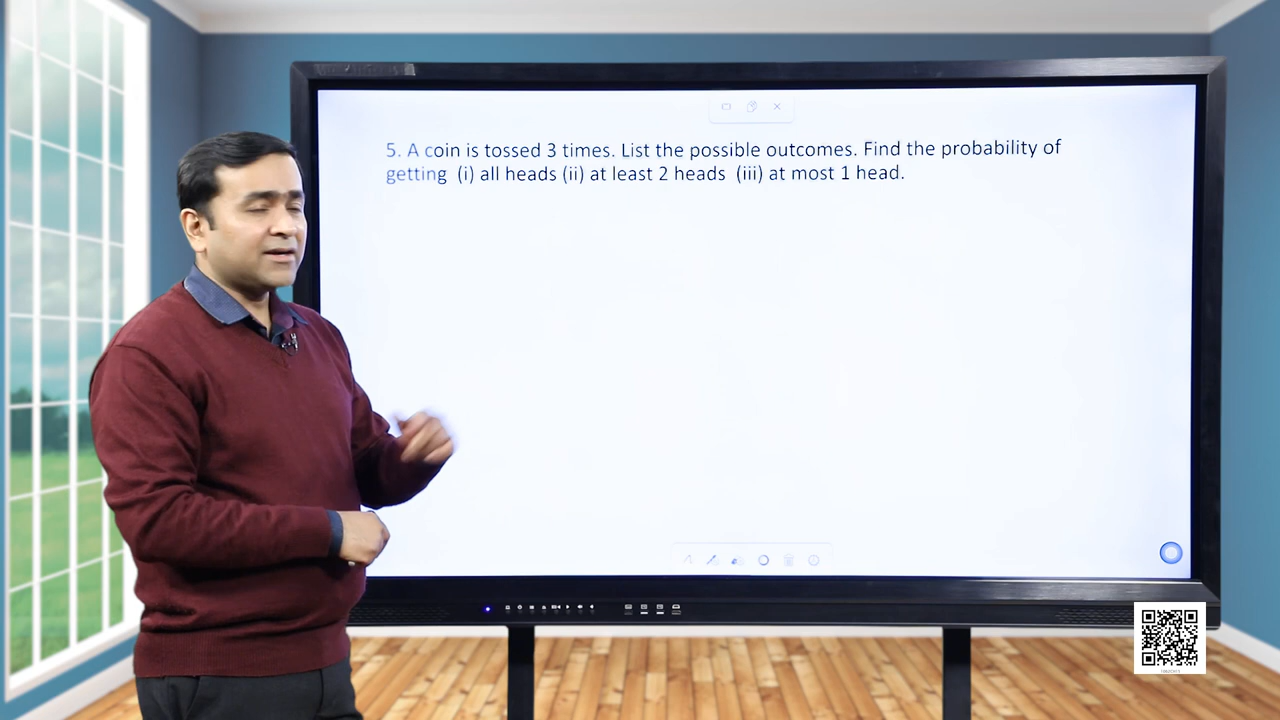 5. A coin is tossed 3 times. List the possible outcomes. Find the probability of
getting (i) all heads (ii) at least 2 heads (iii) at most 1 head.